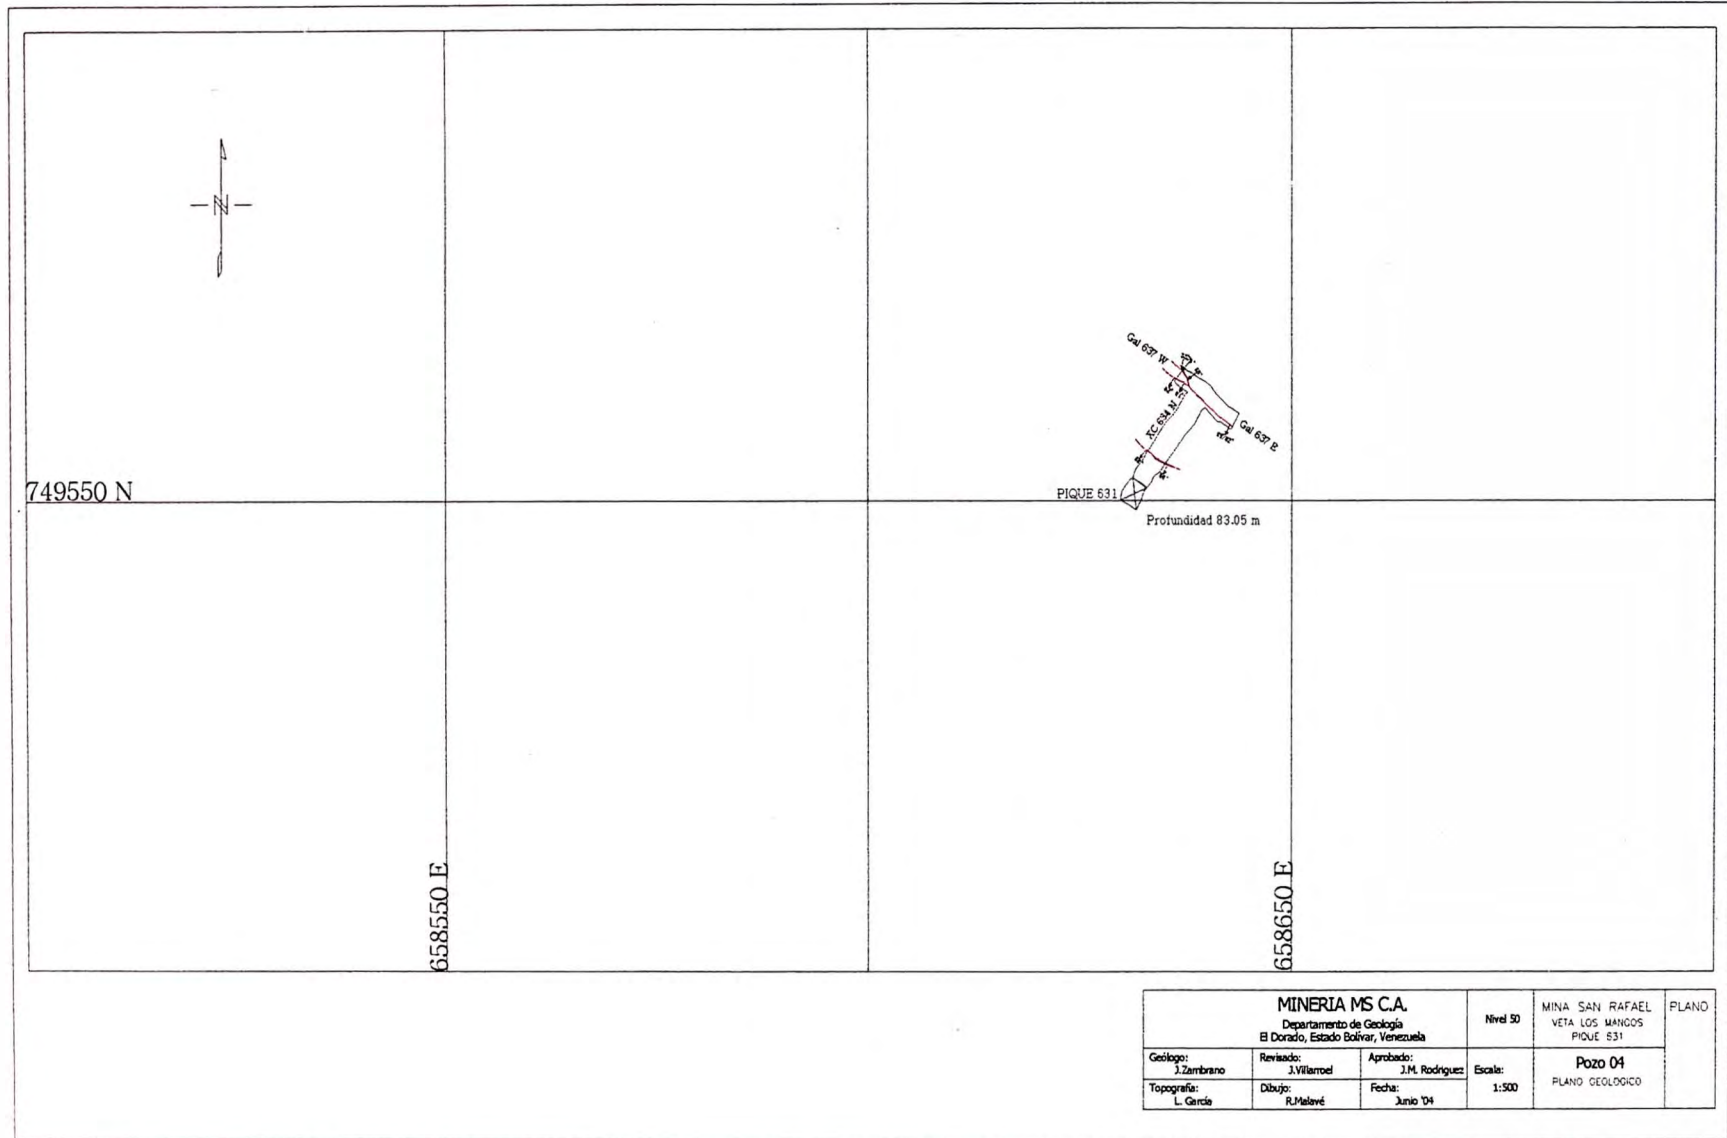 N
Gal 637 W
XC 634 N
Gal 637 E
749550 N
PIQUE 631
Profundidad 83.05 m
658550 E
658650 E
MINERIA MS C.A.
Departamento de Geología
El Dorado, Estado Bolívar, Venezuela
Nivel 50
MINA SAN RAFAEL
VETA LOS MANGOS
PIQUE 631
PLANO
Geólogo:
J.Zambrano
Revisado:
J.Villarroel
Aprobado:
J.M. Rodriguez
Escala:
1:500
Pozo 04
PLANO GEOLOGICO
Topografía:
L. García
Dibujo:
R.Malavé
Fecha:
Junio '04